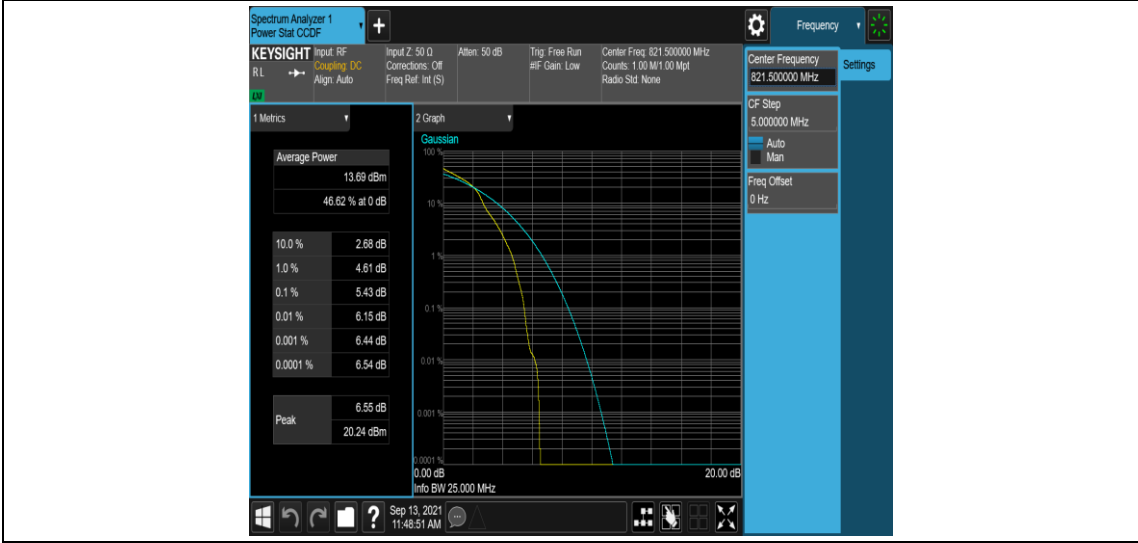 Spectrum Analyzer 1
Power Stat CCDF
+
Frequency
KEYSIGHT
R L
Input: RF
Coupling: DC
Align: Auto
Input Z: 50 Ω
Corrections: Off
Freq Ref: Int (S)
Atten: 50 dB
Trig: Free Run
#IF Gain: Low
Center Freq: 821.500000 MHz
Counts: 1.00 M/1.00 Mpt
Radio Std: None
Center Frequency
821.500000 MHz
Settings
CF Step
5.000000 MHz
Auto
Man
Freq Offset
0 Hz
1 Metrics
Average Power
13.69 dBm
46.62 % at 0 dB
10.0 % 2.68 dB
1.0 % 4.61 dB
0.1 % 5.43 dB
0.01 % 6.15 dB
0.001 % 6.44 dB
0.0001 % 6.54 dB
Peak
6.55 dB
20.24 dBm
2 Graph
Gaussian
100 %
10 %
1 %
0.1 %
0.01 %
0.001 %
0.0001 %
0.00 dB
20.00 dB
Info BW 25.000 MHz
?
Sep 13, 2021
11:48:51 AM